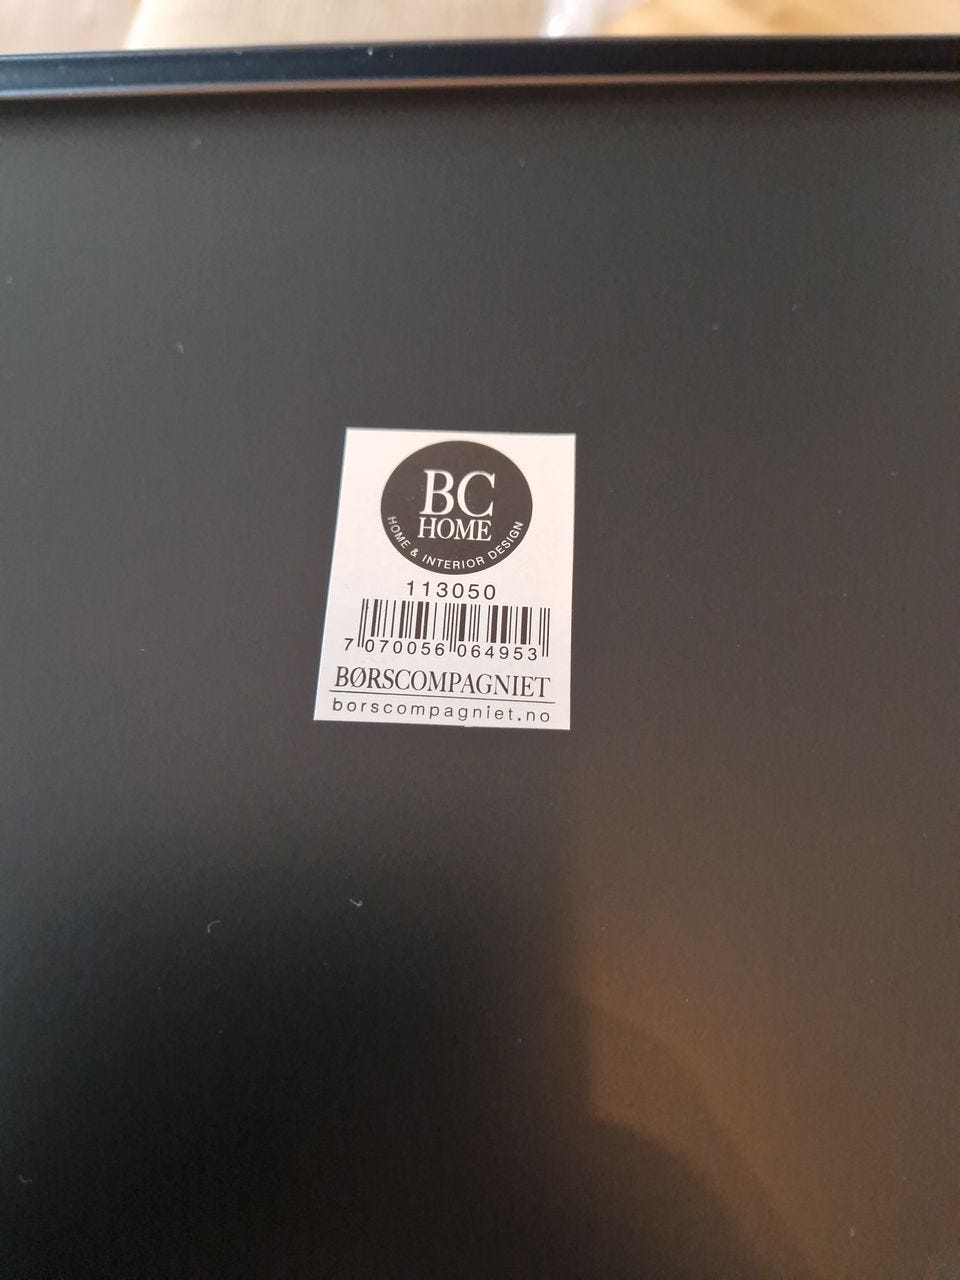 BC
HOME
HOME & INTERIOR DESIGN
113050
7 070056 064953
BØRSCOMPAGNIET
borscompagniet.no